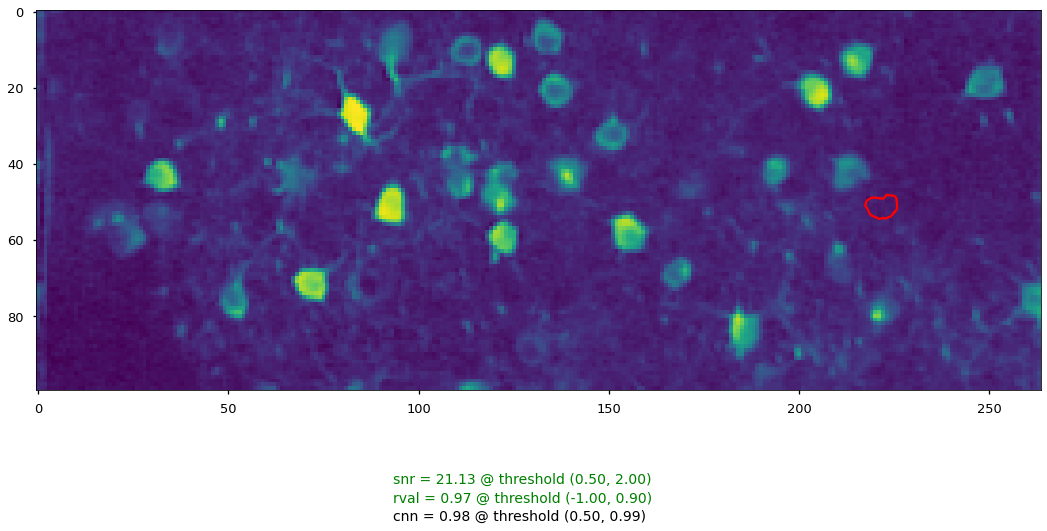 0
20
40
60
80
0 50 100 150 200 250
snr = 21.13 @ threshold (0.50, 2.00)
rval = 0.97 @ threshold (-1.00, 0.90)
cnn = 0.98 @ threshold (0.50, 0.99)